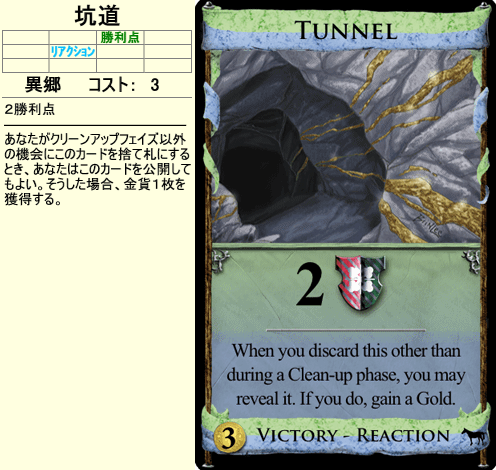 坑道
勝利点
リアクション
異郷 コスト： 3
２勝利点
あなたがクリーンアップフェイズ以外
の機会にこのカードを捨て札にする
とき、あなたはこのカードを公開して
もよい。そうした場合、金貨１枚を
獲得する。
TUNNEL
2
When you discard this other than
during a Clean-up phase, you may
reveal it. If you do, gain a Gold.
3 VICTORY - REACTION